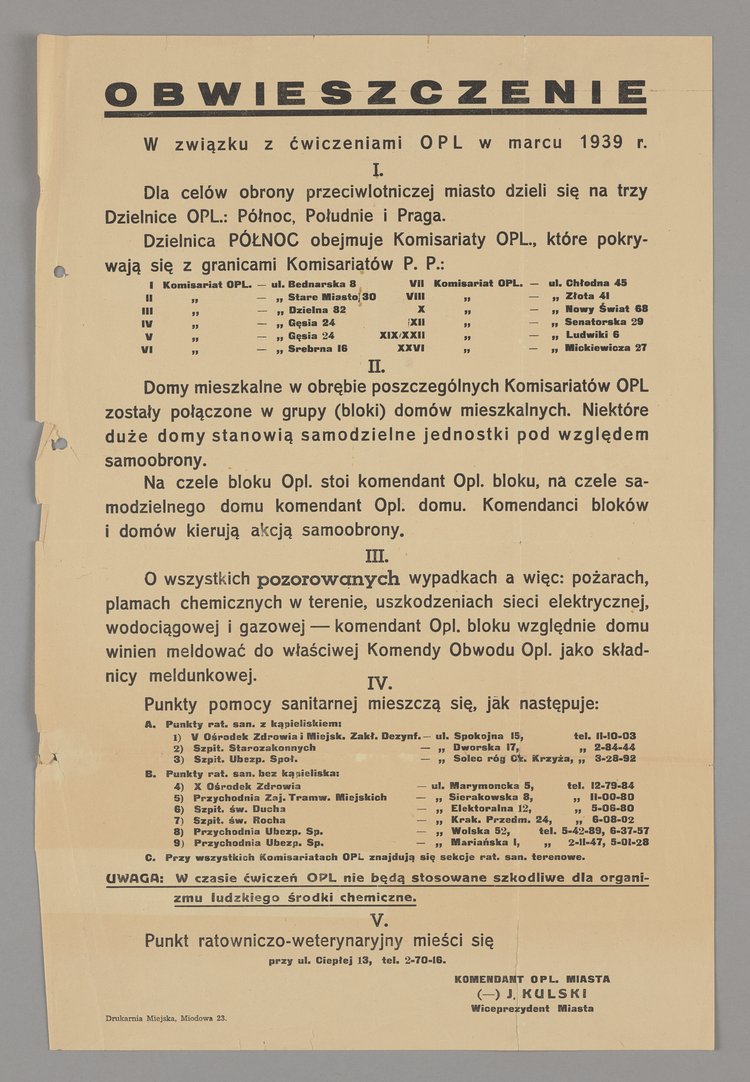 OBWIESZCZENIE
W związku z ćwiczeniami OPL w marcu 1939 r.
I.
Dla celów obrony przeciwlotniczej miasto dzieli się na trzy
Dzielnice OPL.: Północ, Południe i Praga.
Dzielnica PÓŁNOC obejmuje Komisariaty OPL., które pokry-
wają się z granicami Komisariatów P. P.:
I Komisariat OPL. — ul. Bednarska 8 VII Komisariat OPL. — ul. Chłodna 45
II „ — „ Stare Miasto 30 VIII „ — „ Złota 41
III „ — „ Dzielna 82 X „ — „ Nowy Świat 68
IV „ — „ Gęsia 24 XII „ — „ Senatorska 29
V „ — „ Gęsia 24 XIX/XXII „ — „ Ludwiki 6
VI „ — „ Srebrna 16 XXVI „ — „ Mickiewicza 27
II.
Domy mieszkalne w obrębie poszczególnych Komisariatów OPL
zostały połączone w grupy (bloki) domów mieszkalnych. Niektóre
duże domy stanowią samodzielne jednostki pod względem
samoobrony.
Na czele bloku Opl. stoi komendant Opl. bloku, na czele sa-
modzielnego domu komendant Opl. domu. Komendanci bloków
i domów kierują akcją samoobrony.
III.
O wszystkich pozorowanych wypadkach a więc: pożarach,
plamach chemicznych w terenie, uszkodzeniach sieci elektrycznej,
wodociągowej i gazowej — komendant Opl. bloku względnie domu
winien meldować do właściwej Komendy Obwodu Opl. jako skład-
nicy meldunkowej.
IV.
Punkty pomocy sanitarnej mieszczą się, jak następuje:
A. Punkty rat. san. z kąpieliskiem:
1) V Ośrodek Zdrowia i Miejsk. Zakł. Dezynf. — ul. Spokojna 15, tel. 11-10-03
2) Szpit. Starozakonnych — „ Dworska 17, „ 2-84-44
3) Szpit. Ubezp. Społ. — „ Solec róg Cz. Krzyża, „ 3-28-92
B. Punkty rat. san. bez kąpieliska:
4) X Ośrodek Zdrowia — ul. Marymoncka 5, tel. 12-79-84
5) Przychodnia Zaj. Tramw. Miejskich — „ Sierakowska 8, „ 11-00-80
6) Szpit. św. Ducha — „ Elektoralna 12, „ 5-06-80
7) Szpit. św. Rocha — „ Krak. Przedm. 24, „ 6-08-02
8) Przychodnia Ubezp. Sp. — „ Wolska 52, tel. 5-42-89, 6-37-57
9) Przychodnia Ubezp. Sp. — „ Mariańska 1, „ 2-11-47, 5-01-28
C. Przy wszystkich Komisariatach OPL znajdują się sekcje rat. san. terenowe.
UWAGA: W czasie ćwiczeń OPL nie będą stosowane szkodliwe dla organi-
zmu ludzkiego środki chemiczne.
V.
Punkt ratowniczo-weterynaryjny mieści się
przy ul. Ciepłej 13, tel. 2-70-16.
KOMENDANT OPL. MIASTA
(—) J. KULSKI
Wiceprezydent Miasta
Drukarnia Miejska, Miodowa 23.